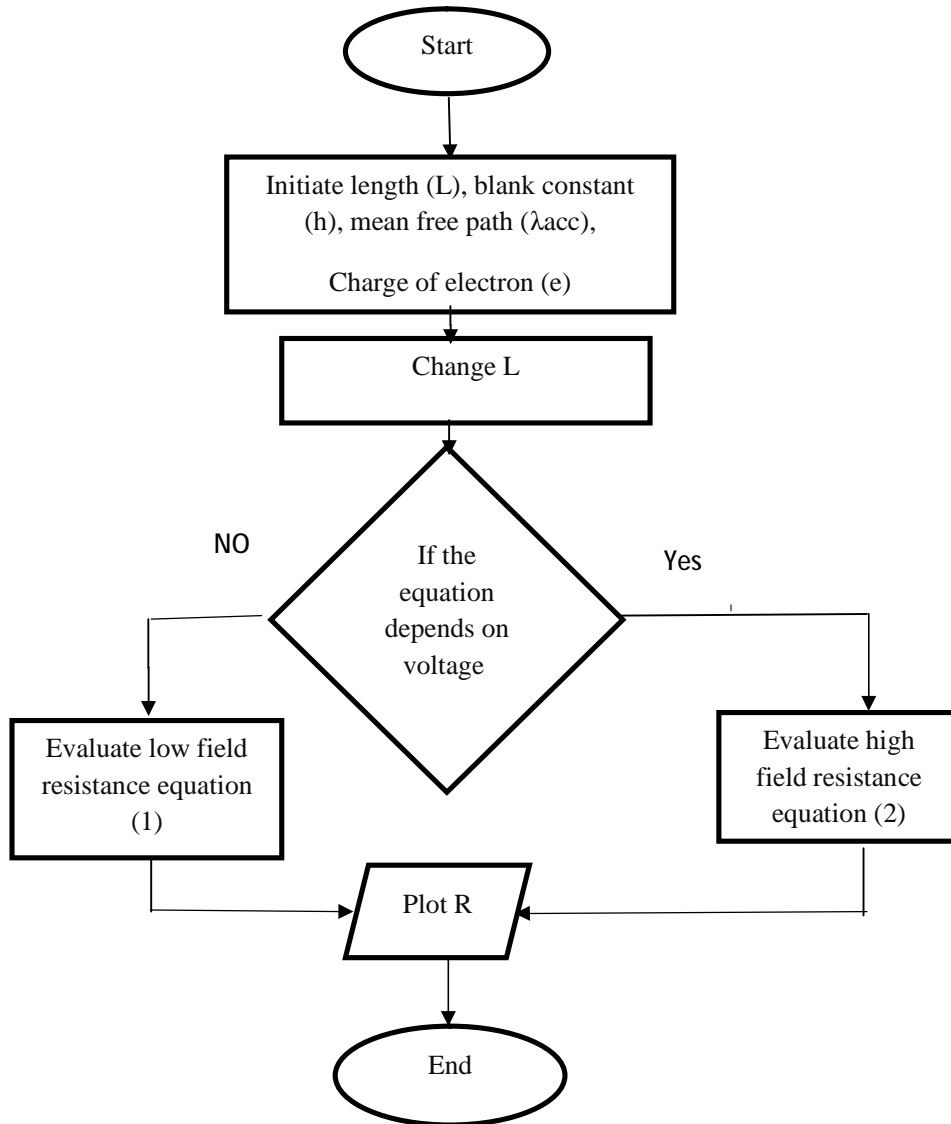 Start
Initiate length (L), blank constant
(h), mean free path (λacc),
Charge of electron (e)
Change L
NO
If the
equation
depends on
voltage
Yes
Evaluate low field
resistance equation
(1)
Evaluate high
field resistance
equation (2)
Plot R
End